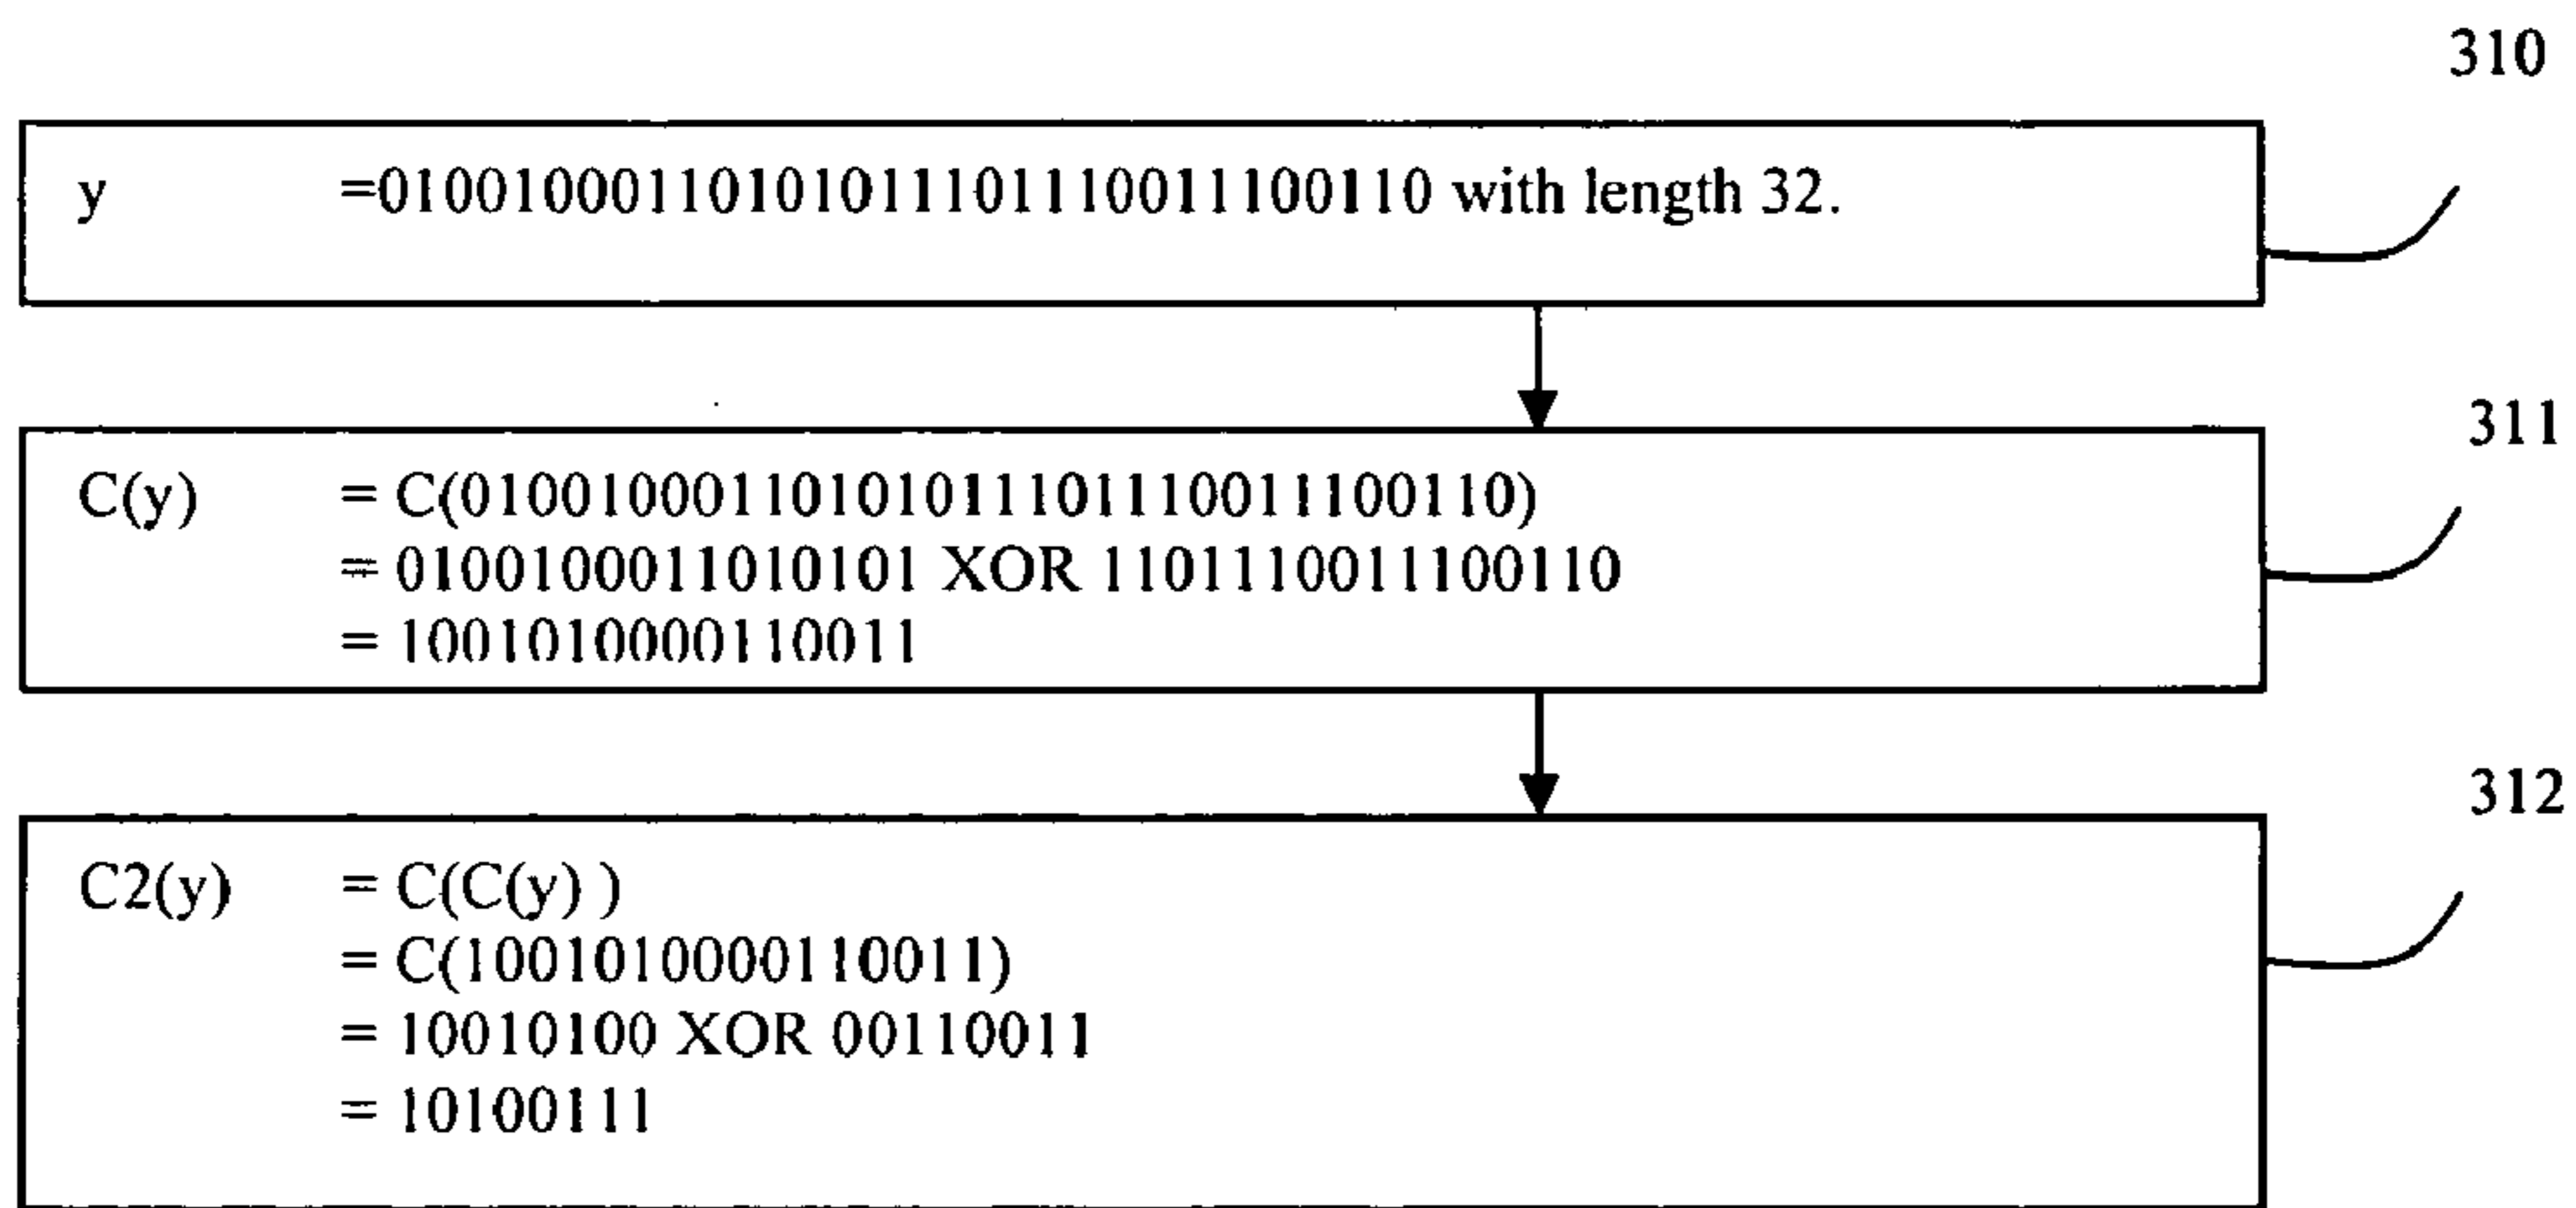 310
y =01001000110101011101110011100110 with length 32.
311
C(y) = C(01001000110101011101110011100110)
= 0100100011010101 XOR 1101110011100110
= 1001010000110011
312
C2(y) = C(C(y) )
= C(1001010000110011)
= 10010100 XOR 00110011
= 10100111